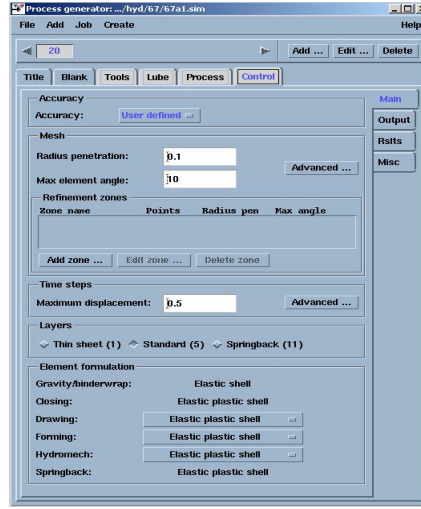 Process generator: .../hyd/67/67a1.sim
File Add Job Create Help
20 Add ... Edit ... Delete
Title Blank Tools Lube Process Control
Main
Output
Rslts
Misc
Accuracy
Accuracy: User defined
Mesh
Radius penetration: 0.1
Advanced ...
Max element angle: 10
Refinement zones
Zone name Points Radius pen Max angle
Add zone ... Edit zone ... Delete zone
Time steps
Maximum displacement: 0.5 Advanced ...
Layers
Thin sheet (1) Standard (5) Springback (11)
Element formulation
Gravity/binderwrap: Elastic shell
Closing: Elastic plastic shell
Drawing: Elastic plastic shell
Forming: Elastic plastic shell
Hydromech: Elastic plastic shell
Springback: Elastic plastic shell